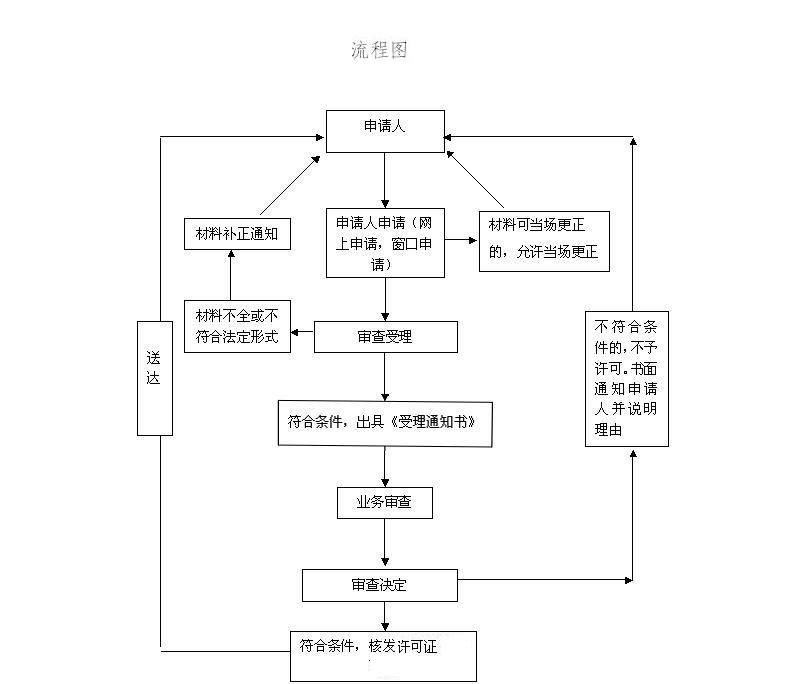 流程图
申请人
申请人申请（网
上申请，窗口申
请）
材料可当场更正
的，允许当场更正
材料补正通知
材料不全或不
符合法定形式
审查受理
送
达
不符合条
件的，不予
许可。书面
通知申请
人并说明
理由
符合条件，出具《受理通知书》
业务审查
审查决定
符合条件，核发许可证